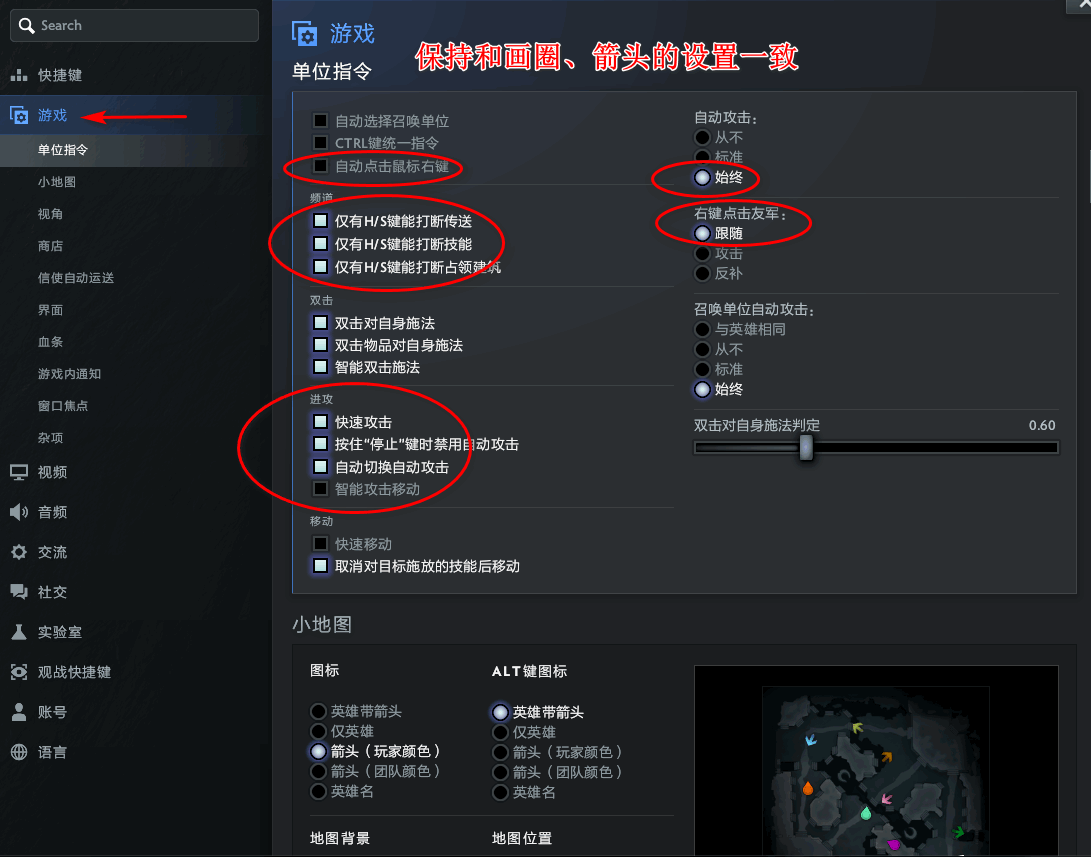 Search
快捷键
游戏
单位指令
小地图
视角
商店
信使自动运送
界面
血条
游戏内通知
窗口焦点
杂项
视频
音频
交流
社交
实验室
观战快捷键
账号
语言
游戏
保持和画圈、箭头的设置一致
单位指令
自动选择召唤单位
CTRL键统一指令
自动点击鼠标右键
频道
仅有H/S键能打断传送
仅有H/S键能打断技能
仅有H/S键能打断占领建筑
双击
双击对自身施法
双击物品对自身施法
智能双击施法
进攻
快速攻击
按住“停止”键时禁用自动攻击
自动切换自动攻击
智能攻击移动
移动
快速移动
取消对目标施放的技能后移动
自动攻击：
从不
标准
始终
右键点击友军：
跟随
攻击
反补
召唤单位自动攻击：
与英雄相同
从不
标准
始终
双击对自身施法判定 0.60
小地图
图标
英雄带箭头
仅英雄
箭头（玩家颜色）
箭头（团队颜色）
英雄名
ALT键图标
英雄带箭头
仅英雄
箭头（玩家颜色）
箭头（团队颜色）
英雄名
地图背景
地图位置